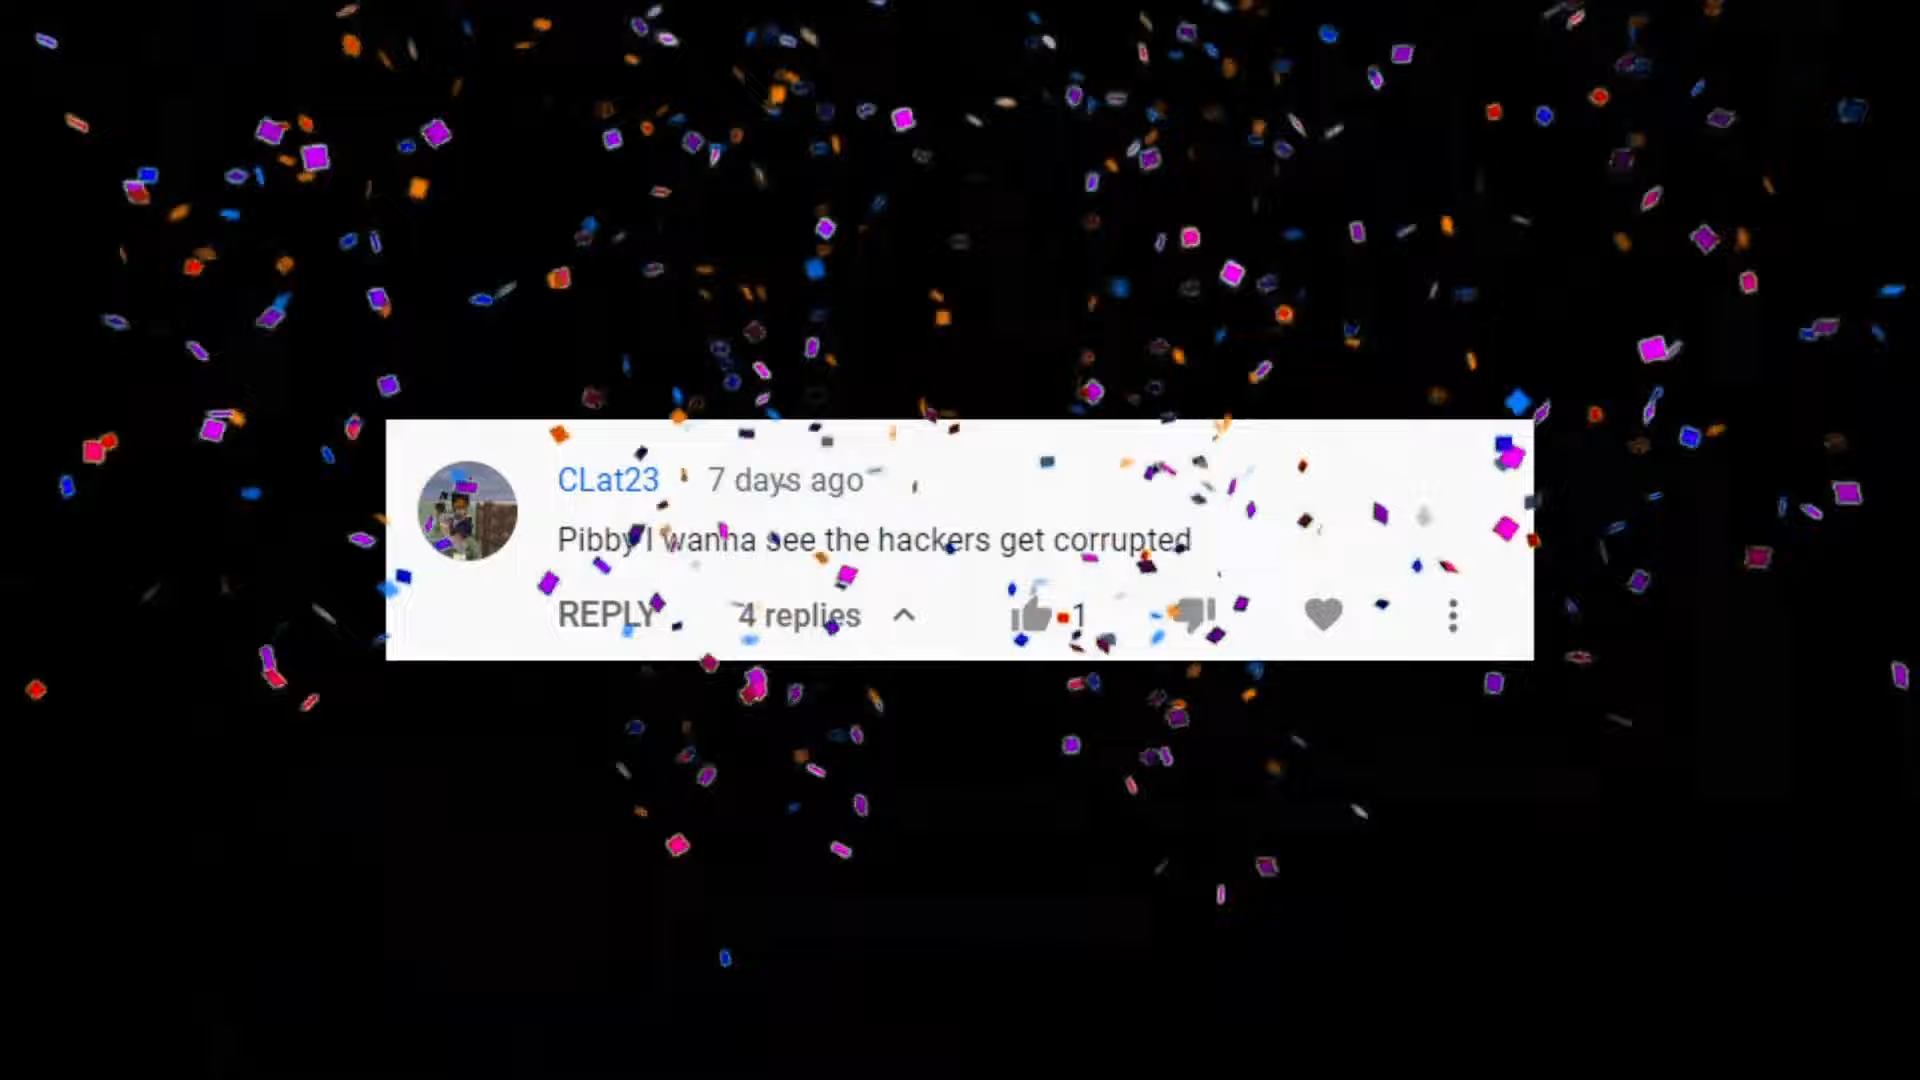 CLat23 7 days ago
Pibby I wanna see the hackers get corrupted
REPLY 4 replies 1